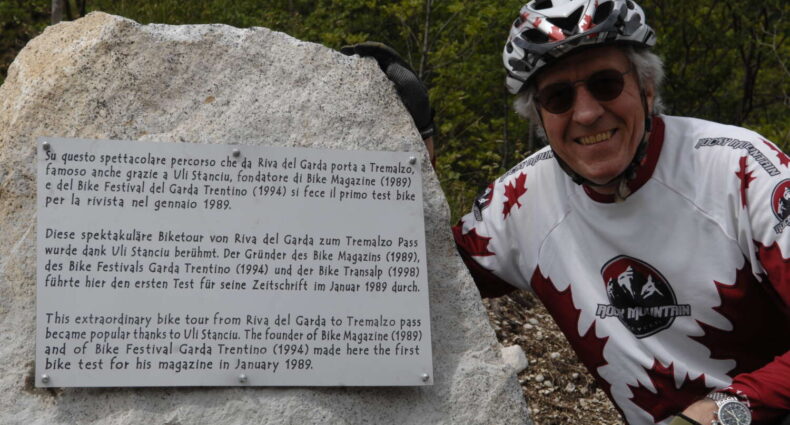 Su questo spettacolare percorso che da Riva del Garda porta a Tremalzo,
famoso anche grazie a Uli Stanciu, fondatore di Bike Magazine (1989)
e del Bike Festival del Garda Trentino (1994) si fece il primo test bike
per la rivista nel gennaio 1989.
Diese spektakuläre Biketour von Riva del Garda zum Tremalzo Pass
wurde dank Uli Stanciu berühmt. Der Gründer des Bike Magazins (1989),
des Bike Festivals Garda Trentino (1994) und der Bike Transalp (1998)
führte hier den ersten Test für seine Zeitschrift im Januar 1989 durch.
This extraordinary bike tour from Riva del Garda to Tremalzo pass
became popular thanks to Uli Stanciu. The founder of Bike Magazine (1989)
and of Bike Festival Garda Trentino (1994) made here the first
bike test for his magazine in January 1989.
ROCKY MOUNTAIN
ROCKY MOUNTAIN